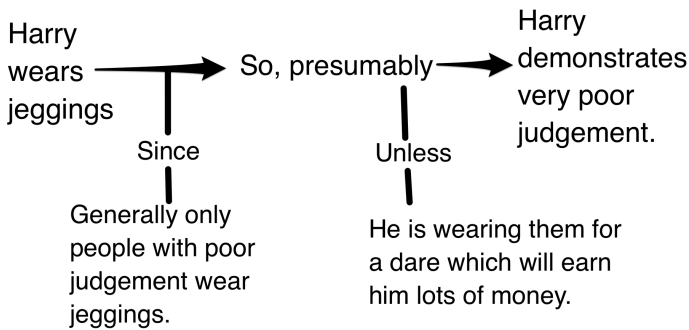 Harry
wears
jeggings
So, presumably
Harry
demonstrates
very poor
judgement.
Since
Unless
Generally only
people with poor
judgement wear
jeggings.
He is wearing them for
a dare which will earn
him lots of money.